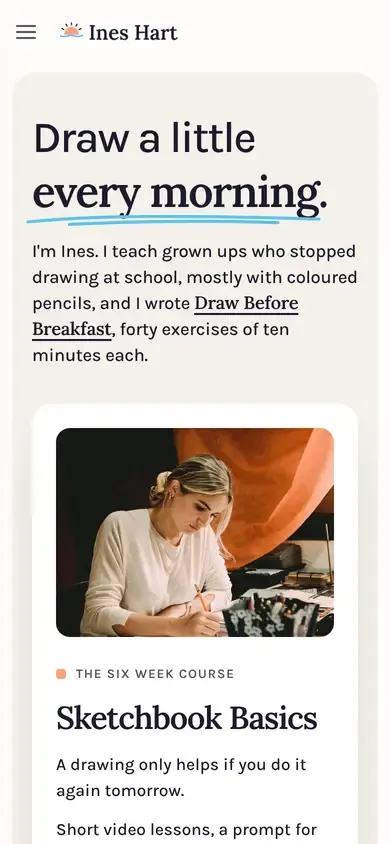 Ines Hart
Draw a little
every morning.
I'm Ines. I teach grown ups who stopped
drawing at school, mostly with coloured
pencils, and I wrote Draw Before
Breakfast, forty exercises of ten
minutes each.
THE SIX WEEK COURSE
Sketchbook Basics
A drawing only helps if you do it
again tomorrow.
Short video lessons, a prompt for